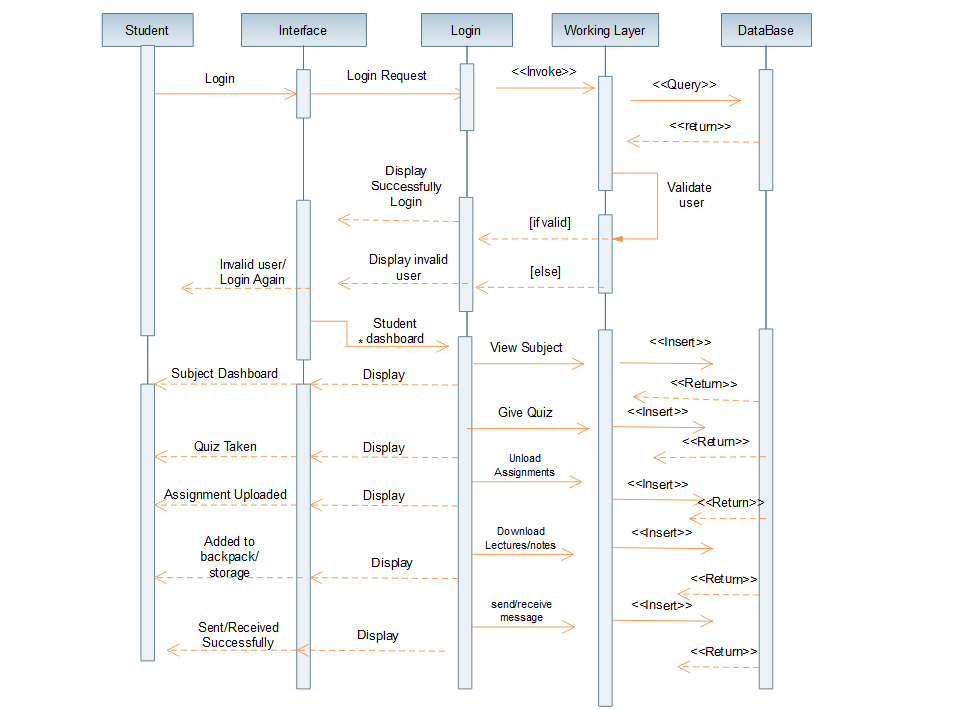 Student
Interface
Login
Working Layer
DataBase
Login
Login Request
<<Invoke>>
<<Query>>
<<return>>
Display
Successfully
Login
Validate
user
[if valid]
Invalid user/
Login Again
Display invalid
user
[else]
Student
* dashboard
View Subject
<<Insert>>
Subject Dashboard
Display
<<Return>>
Give Quiz
<<Insert>>
Quiz Taken
Display
<<Return>>
Unload
Assignments
<<Insert>>
Assignment Uploaded
Display
<<Return>>
Download
Lectures/notes
<<Insert>>
Added to
backpack/
storage
Display
<<Return>>
send/receive
message
<<Insert>>
Sent/Received
Successfully
Display
<<Return>>